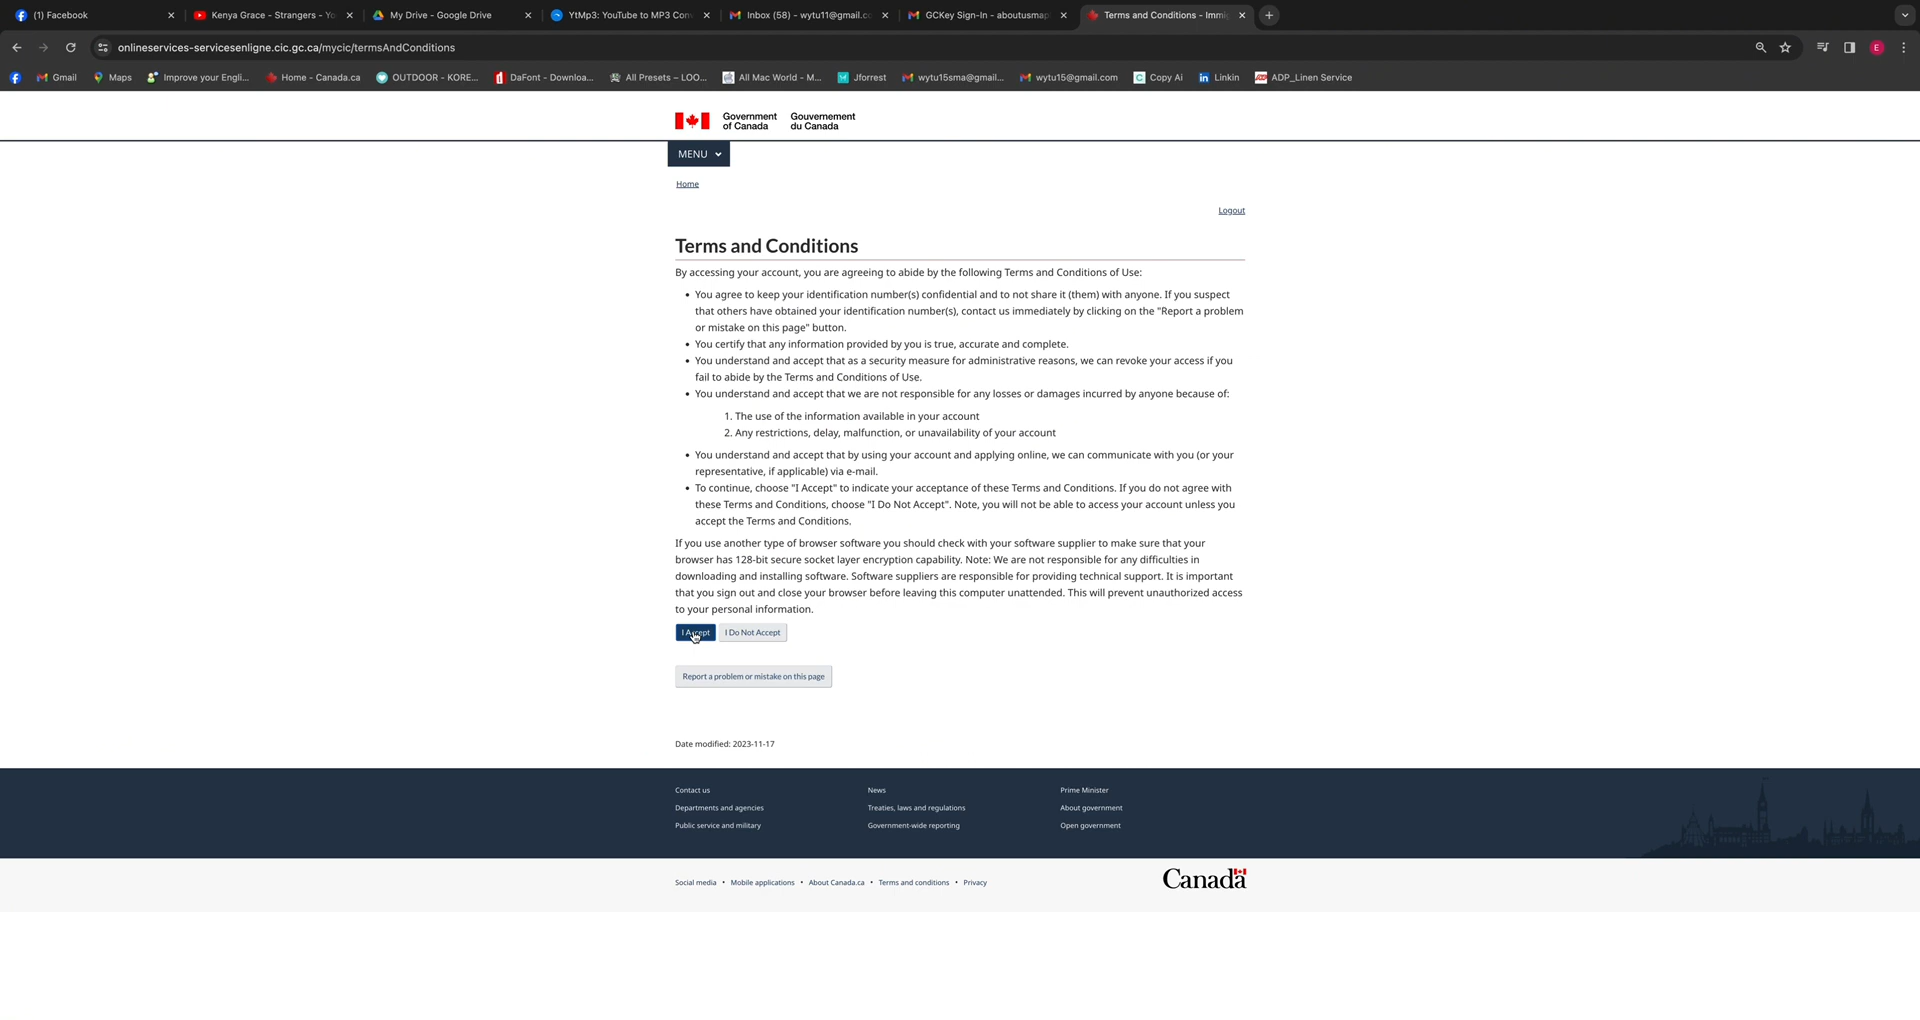 (1) Facebook
Kenya Grace - Strangers - Yo
My Drive - Google Drive
YtMp3: YouTube to MP3 Con
Inbox (58) - wytu11@gmail.cc
GCKey Sign-In - aboutusmap
Terms and Conditions - Immi
onlineservices-servicesenligne.cic.gc.ca/mycic/termsAndConditions
E
Gmail
Maps
Improve your Engli...
Home - Canada.ca
OUTDOOR - KORE...
DaFont - Downloa...
All Presets – LOO...
All Mac World - M...
Jforrest
wytu15sma@gmail...
wytu15@gmail.com
Copy Ai
Linkin
ADP_Linen Service
Government of Canada
Gouvernement du Canada
MENU
Home
Logout
Terms and Conditions
By accessing your account, you are agreeing to abide by the following Terms and Conditions of Use:
• You agree to keep your identification number(s) confidential and to not share it (them) with anyone. If you suspect
that others have obtained your identification number(s), contact us immediately by clicking on the "Report a problem
or mistake on this page" button.
• You certify that any information provided by you is true, accurate and complete.
• You understand and accept that as a security measure for administrative reasons, we can revoke your access if you
fail to abide by the Terms and Conditions of Use.
• You understand and accept that we are not responsible for any losses or damages incurred by anyone because of:
1. The use of the information available in your account
2. Any restrictions, delay, malfunction, or unavailability of your account
• You understand and accept that by using your account and applying online, we can communicate with you (or your
representative, if applicable) via e-mail.
• To continue, choose "I Accept" to indicate your acceptance of these Terms and Conditions. If you do not agree with
these Terms and Conditions, choose "I Do Not Accept". Note, you will not be able to access your account unless you
accept the Terms and Conditions.
If you use another type of browser software you should check with your software supplier to make sure that your
browser has 128-bit secure socket layer encryption capability. Note: We are not responsible for any difficulties in
downloading and installing software. Software suppliers are responsible for providing technical support. It is important
that you sign out and close your browser before leaving this computer unattended. This will prevent unauthorized access
to your personal information.
I Accept
I Do Not Accept
Report a problem or mistake on this page
Date modified: 2023-11-17
Contact us
News
Prime Minister
Departments and agencies
Treaties, laws and regulations
About government
Public service and military
Government-wide reporting
Open government
Social media • Mobile applications • About Canada.ca • Terms and conditions • Privacy
Canada